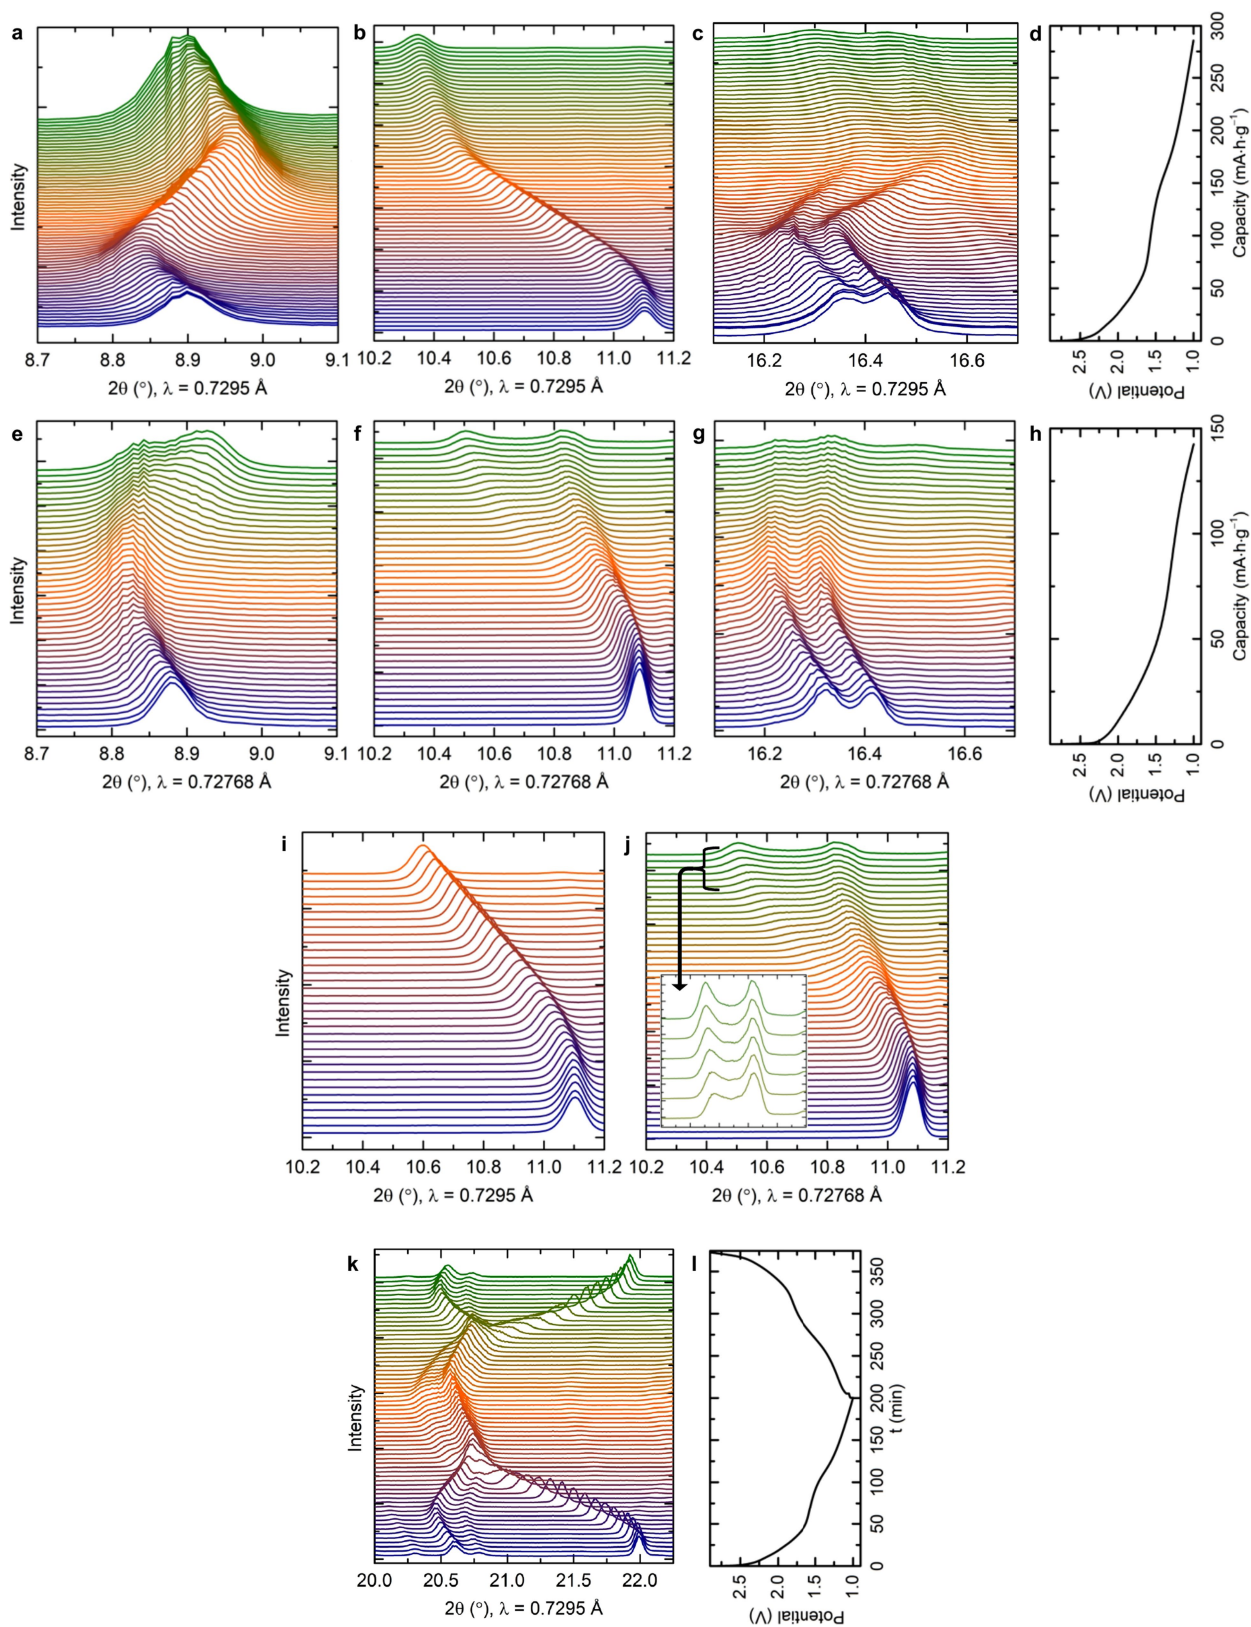 a
b
c
d
Intensity
8.7 8.8 8.9 9.0 9.1
2θ (°), λ = 0.7295 Å
10.2 10.4 10.6 10.8 11.0 11.2
2θ (°), λ = 0.7295 Å
16.2 16.4 16.6
2θ (°), λ = 0.7295 Å
0 50 100 150 200 250 300
Capacity (mA·h·g⁻¹)
2.5 2.0 1.5 1.0
Potential (V)
e
f
g
h
Intensity
8.7 8.8 8.9 9.0 9.1
2θ (°), λ = 0.72768 Å
10.2 10.4 10.6 10.8 11.0 11.2
2θ (°), λ = 0.72768 Å
16.2 16.4 16.6
2θ (°), λ = 0.72768 Å
0 50 100 150
Capacity (mA·h·g⁻¹)
2.5 2.0 1.5 1.0
Potential (V)
i
j
Intensity
10.2 10.4 10.6 10.8 11.0 11.2
2θ (°), λ = 0.7295 Å
10.2 10.4 10.6 10.8 11.0 11.2
2θ (°), λ = 0.72768 Å
k
l
Intensity
20.0 20.5 21.0 21.5 22.0
2θ (°), λ = 0.7295 Å
0 50 100 150 200 250 300 350
t (min)
2.5 2.0 1.5 1.0
Potential (V)